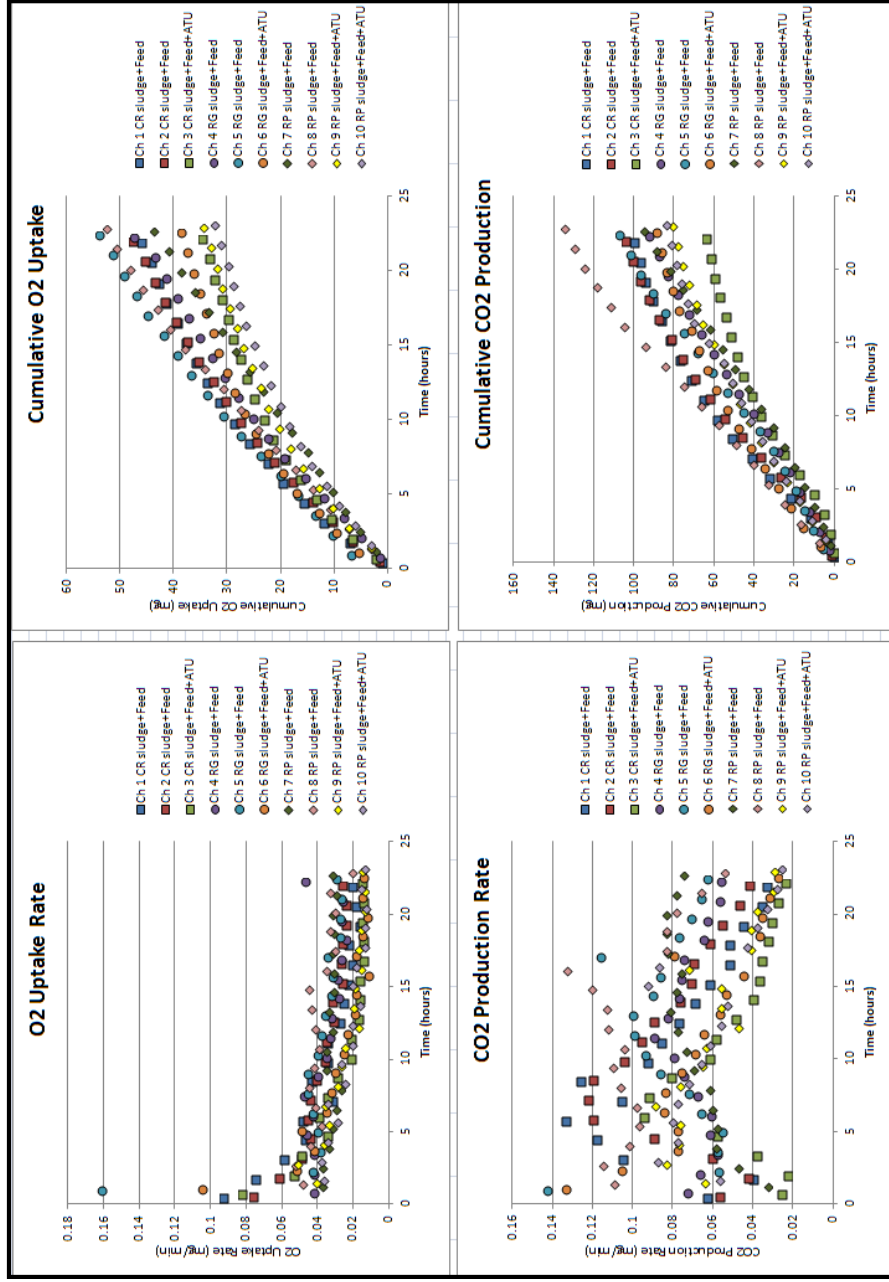 O2 Uptake Rate
O2 Uptake Rate (mg/min)
0.18
0.16
0.14
0.12
0.1
0.08
0.06
0.04
0.02
0
0 5 10 15 20 25
Time (hours)
Ch 1 CR sludge+Feed
Ch 2 CR sludge+Feed
Ch 3 CR sludge+Feed+ATU
Ch 4 RG sludge+Feed
Ch 5 RG sludge+Feed
Ch 6 RG sludge+Feed+ATU
Ch 7 RP sludge+Feed
Ch 8 RP sludge+Feed
Ch 9 RP sludge+Feed+ATU
Ch 10 RP sludge+Feed+ATU
Cumulative O2 Uptake
Cumulative O2 Uptake (mg)
60
50
40
30
20
10
0
0 5 10 15 20 25
Time (hours)
Ch 1 CR sludge+Feed
Ch 2 CR sludge+Feed
Ch 3 CR sludge+Feed+ATU
Ch 4 RG sludge+Feed
Ch 5 RG sludge+Feed
Ch 6 RG sludge+Feed+ATU
Ch 7 RP sludge+Feed
Ch 8 RP sludge+Feed
Ch 9 RP sludge+Feed+ATU
Ch 10 RP sludge+Feed+ATU
CO2 Production Rate
CO2 Production Rate (mg/min)
0.16
0.14
0.12
0.1
0.08
0.06
0.04
0.02
0
0 5 10 15 20 25
Time (hours)
Ch 1 CR sludge+Feed
Ch 2 CR sludge+Feed
Ch 3 CR sludge+Feed+ATU
Ch 4 RG sludge+Feed
Ch 5 RG sludge+Feed
Ch 6 RG sludge+Feed+ATU
Ch 7 RP sludge+Feed
Ch 8 RP sludge+Feed
Ch 9 RP sludge+Feed+ATU
Ch 10 RP sludge+Feed+ATU
Cumulative CO2 Production
Cumulative CO2 Production (mg)
160
140
120
100
80
60
40
20
0
0 5 10 15 20 25
Time (hours)
Ch 1 CR sludge+Feed
Ch 2 CR sludge+Feed
Ch 3 CR sludge+Feed+ATU
Ch 4 RG sludge+Feed
Ch 5 RG sludge+Feed
Ch 6 RG sludge+Feed+ATU
Ch 7 RP sludge+Feed
Ch 8 RP sludge+Feed
Ch 9 RP sludge+Feed+ATU
Ch 10 RP sludge+Feed+ATU